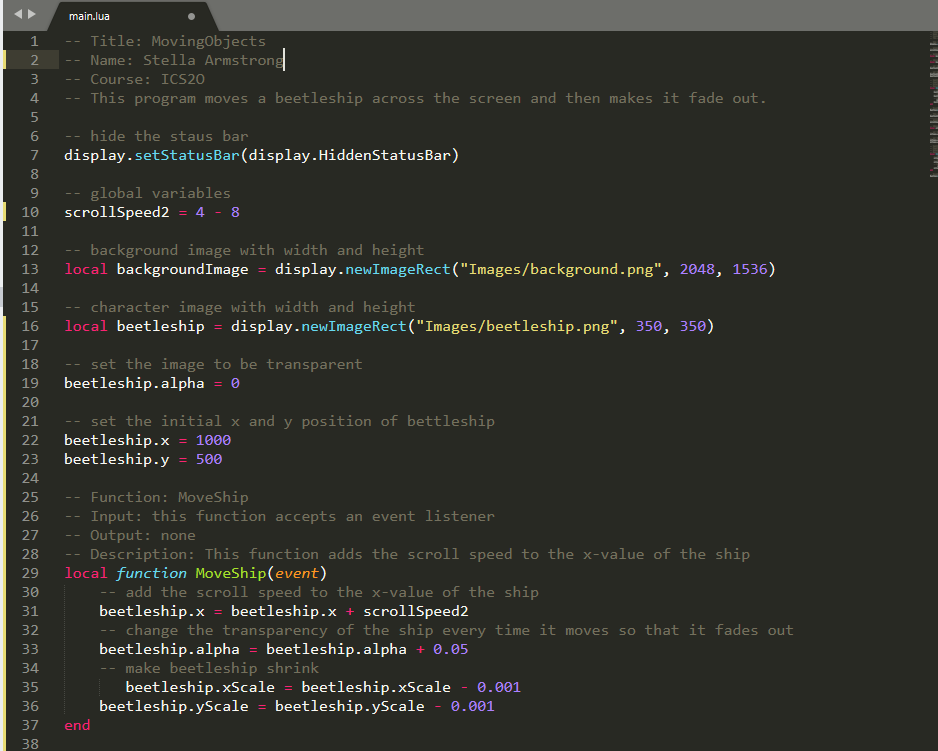 main.lua
1 -- Title: MovingObjects
2 -- Name: Stella Armstrong
3 -- Course: ICS2O
4 -- This program moves a beetleship across the screen and then makes it fade out.
5
6 -- hide the staus bar
7 display.setStatusBar(display.HiddenStatusBar)
8
9 -- global variables
10 scrollSpeed2 = 4 - 8
11
12 -- background image with width and height
13 local backgroundImage = display.newImageRect("Images/background.png", 2048, 1536)
14
15 -- character image with width and height
16 local beetleship = display.newImageRect("Images/beetleship.png", 350, 350)
17
18 -- set the image to be transparent
19 beetleship.alpha = 0
20
21 -- set the initial x and y position of bettleship
22 beetleship.x = 1000
23 beetleship.y = 500
24
25 -- Function: MoveShip
26 -- Input: this function accepts an event listener
27 -- Output: none
28 -- Description: This function adds the scroll speed to the x-value of the ship
29 local function MoveShip(event)
30 -- add the scroll speed to the x-value of the ship
31 beetleship.x = beetleship.x + scrollSpeed2
32 -- change the transparency of the ship every time it moves so that it fades out
33 beetleship.alpha = beetleship.alpha + 0.05
34 -- make beetleship shrink
35 beetleship.xScale = beetleship.xScale - 0.001
36 beetleship.yScale = beetleship.yScale - 0.001
37 end
38